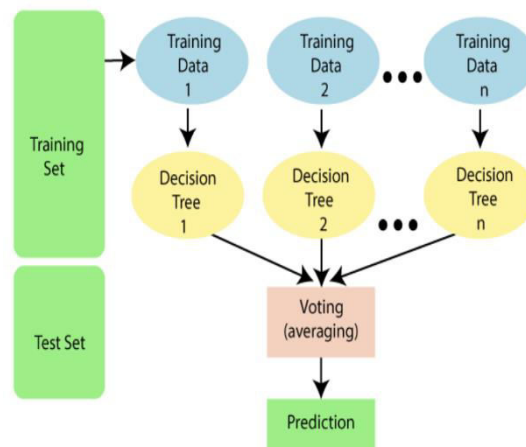 Training
Set
Test Set
Training
Data
1
Training
Data
2
Training
Data
n
Decision
Tree
1
Decision
Tree
2
Decision
Tree
n
Voting
(averaging)
Prediction